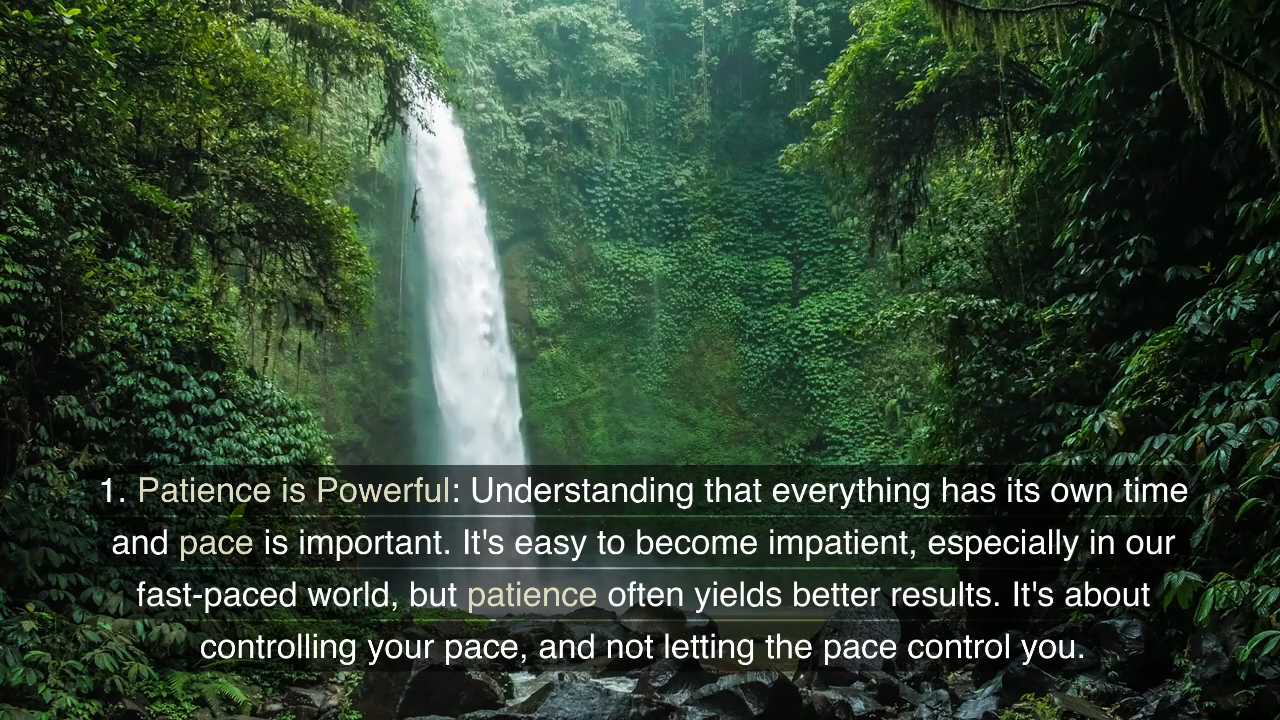 1. Patience is Powerful: Understanding that everything has its own time
and pace is important. It's easy to become impatient, especially in our
fast-paced world, but patience often yields better results. It's about
controlling your pace, and not letting the pace control you.